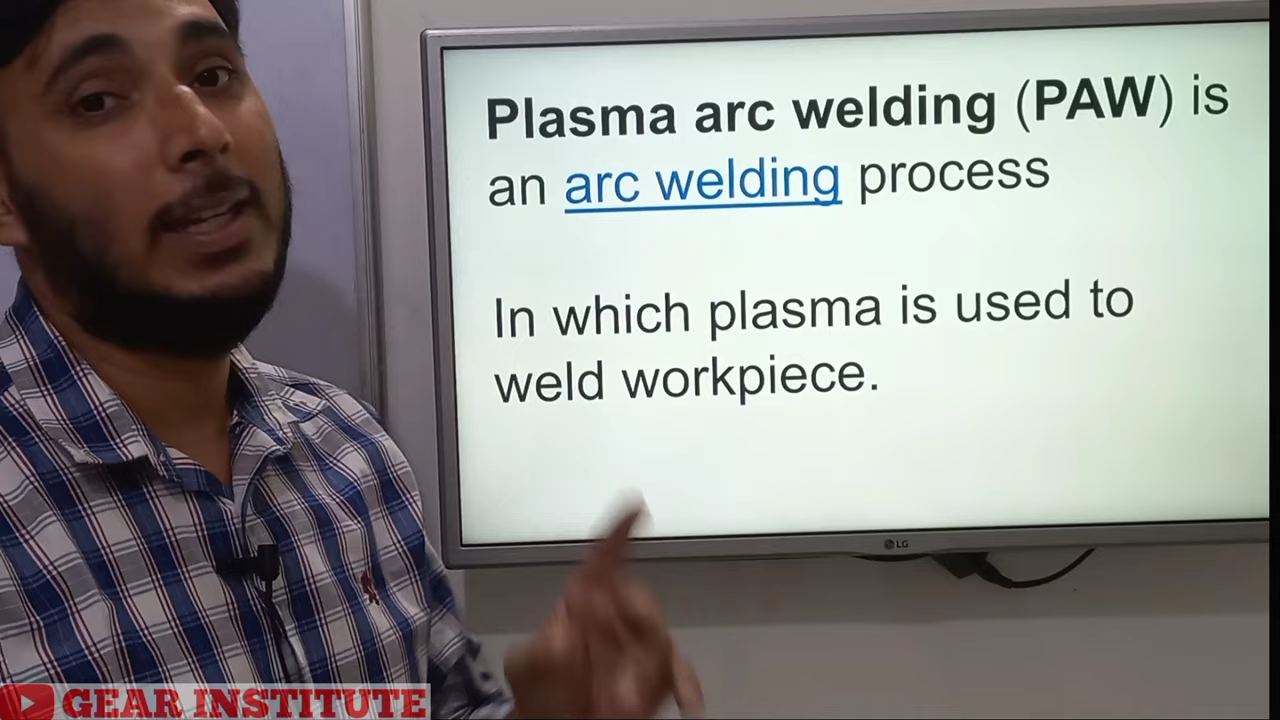 Plasma arc welding (PAW) is
an arc welding process
In which plasma is used to
weld workpiece.
LG
GEAR INSTITUTE